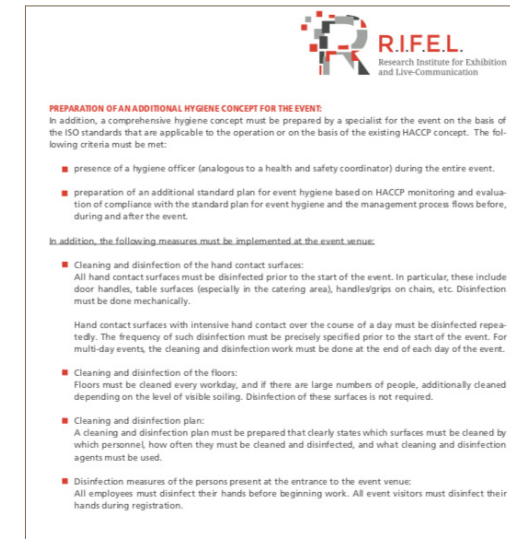 R.I.F.E.L.
Research Institute for Exhibition
and Live-Communication
PREPARATION OF AN ADDITIONAL HYGIENE CONCEPT FOR THE EVENT:
In addition, a comprehensive hygiene concept must be prepared by a specialist for the event on the basis of
the ISO standards that are applicable to the operation or on the basis of the existing HACCP concept. The fol-
lowing criteria must be met:
presence of a hygiene officer (analogous to a health and safety coordinator) during the entire event.
preparation of an additional standard plan for event hygiene based on HACCP monitoring and evalua-
tion of compliance with the standard plan for event hygiene and the management process flows before,
during and after the event.
In addition, the following measures must be implemented at the event venue:
Cleaning and disinfection of the hand contact surfaces:
All hand contact surfaces must be disinfected prior to the start of the event. In particular, these include
door handles, table surfaces (especially in the catering area), handles/grips on chairs, etc. Disinfection
must be done mechanically.
Hand contact surfaces with intensive hand contact over the course of a day must be disinfected repea-
tedly. The frequency of such disinfection must be precisely specified prior to the start of the event. For
multi-day events, the cleaning and disinfection work must be done at the end of each day of the event.
Cleaning and disinfection of the floors:
Floors must be cleaned every workday, and if there are large numbers of people, additionally cleaned
depending on the level of visible soiling. Disinfection of these surfaces is not required.
Cleaning and disinfection plan:
A cleaning and disinfection plan must be prepared that clearly states which surfaces must be cleaned by
which personnel, how often they must be cleaned and disinfected, and what cleaning and disinfection
agents must be used.
Disinfection measures of the persons present at the entrance to the event venue:
All employees must disinfect their hands before beginning work. All event visitors must disinfect their
hands during registration.